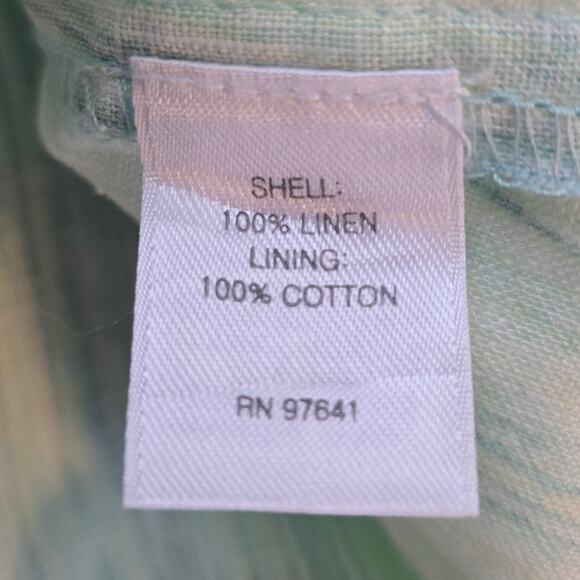 SHELL:
100% LINEN
LINING:
100% COTTON
RN 97641